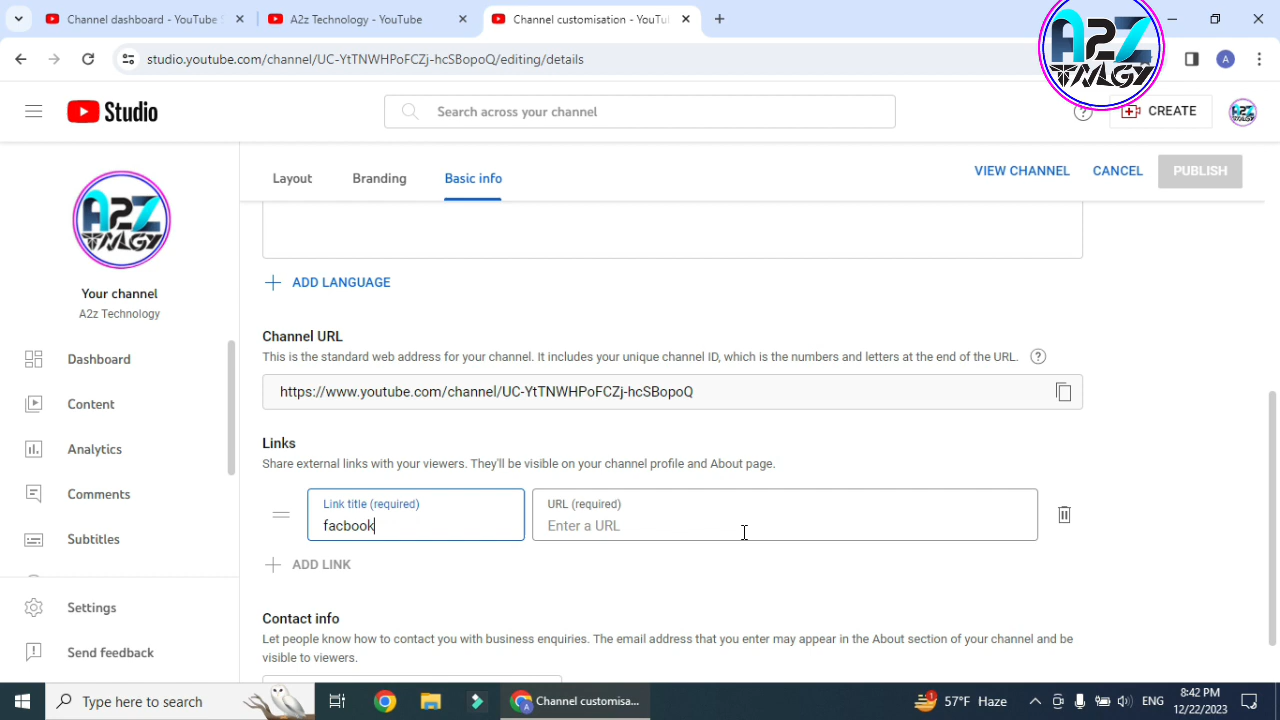 Channel dashboard - YouTube S
A2z Technology - YouTube
Channel customisation - YouTu
studio.youtube.com/channel/UC-YtTNWHPoFCZj-hcSBopoQ/editing/details
A
A2Z
TNLGY
Studio
Search across your channel
CREATE
Layout
Branding
Basic info
VIEW CHANNEL
CANCEL
PUBLISH
A2Z
TNLGY
Your channel
A2z Technology
Dashboard
Content
Analytics
Comments
Subtitles
Settings
Send feedback
ADD LANGUAGE
Channel URL
This is the standard web address for your channel. It includes your unique channel ID, which is the numbers and letters at the end of the URL.
https://www.youtube.com/channel/UC-YtTNWHPoFCZj-hcSBopoQ
Links
Share external links with your viewers. They'll be visible on your channel profile and About page.
Link title (required)
facbook
URL (required)
Enter a URL
ADD LINK
Contact info
Let people know how to contact you with business enquiries. The email address that you enter may appear in the About section of your channel and be
visible to viewers.
Type here to search
Channel customisa...
1
57°F Haze
ENG
8:42 PM
12/22/2023